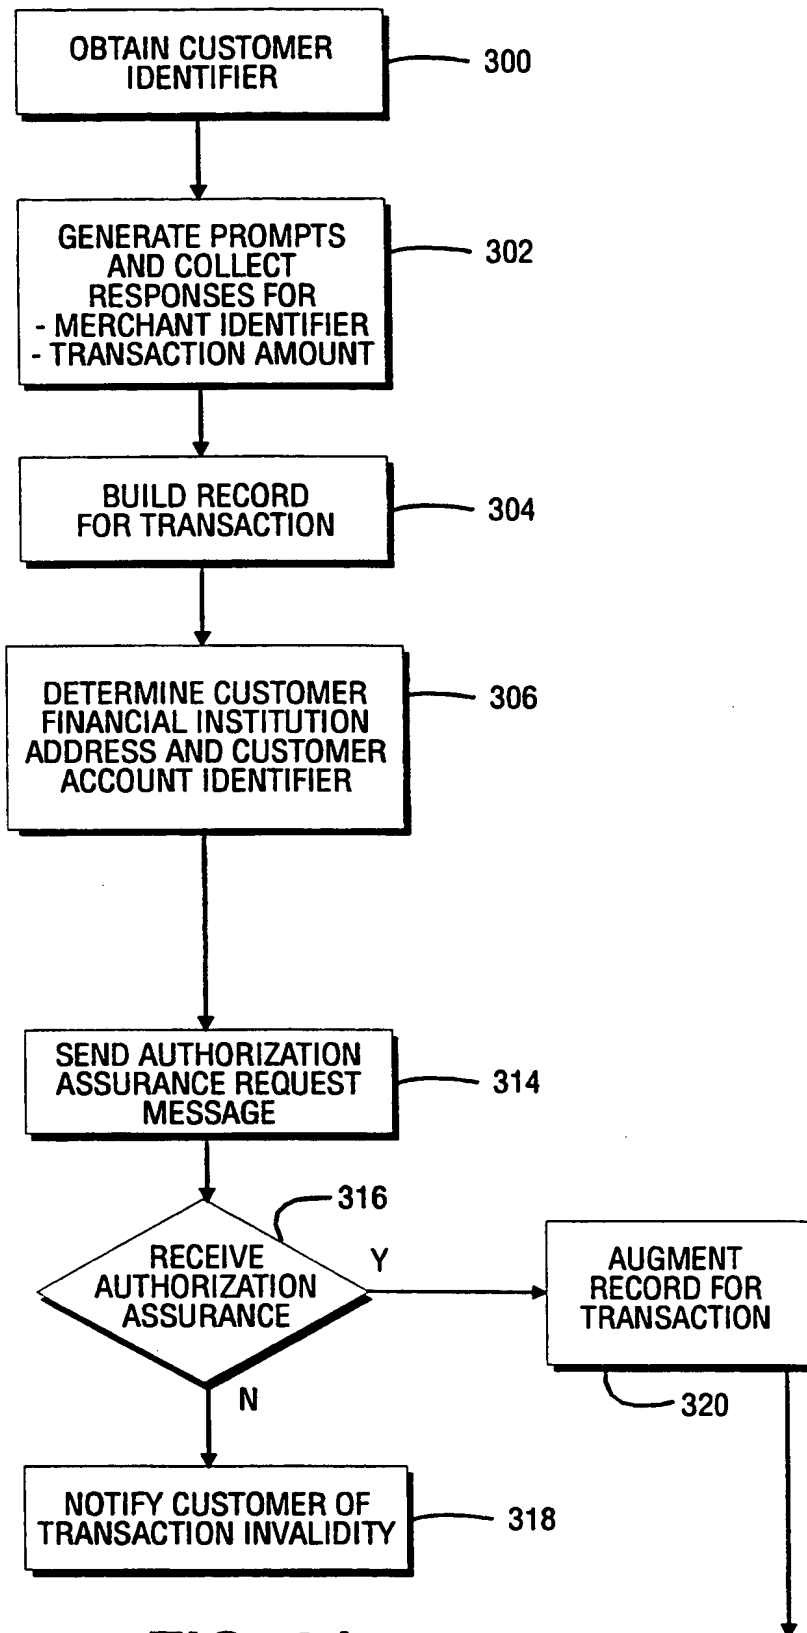 OBTAIN CUSTOMER
IDENTIFIER
300
GENERATE PROMPTS
AND COLLECT
RESPONSES FOR
- MERCHANT IDENTIFIER
- TRANSACTION AMOUNT
302
BUILD RECORD
FOR TRANSACTION
304
DETERMINE CUSTOMER
FINANCIAL INSTITUTION
ADDRESS AND CUSTOMER
ACCOUNT IDENTIFIER
306
SEND AUTHORIZATION
ASSURANCE REQUEST
MESSAGE
314
316
RECEIVE
AUTHORIZATION
ASSURANCE
Y
N
AUGMENT
RECORD FOR
TRANSACTION
320
NOTIFY CUSTOMER OF
TRANSACTION INVALIDITY
318